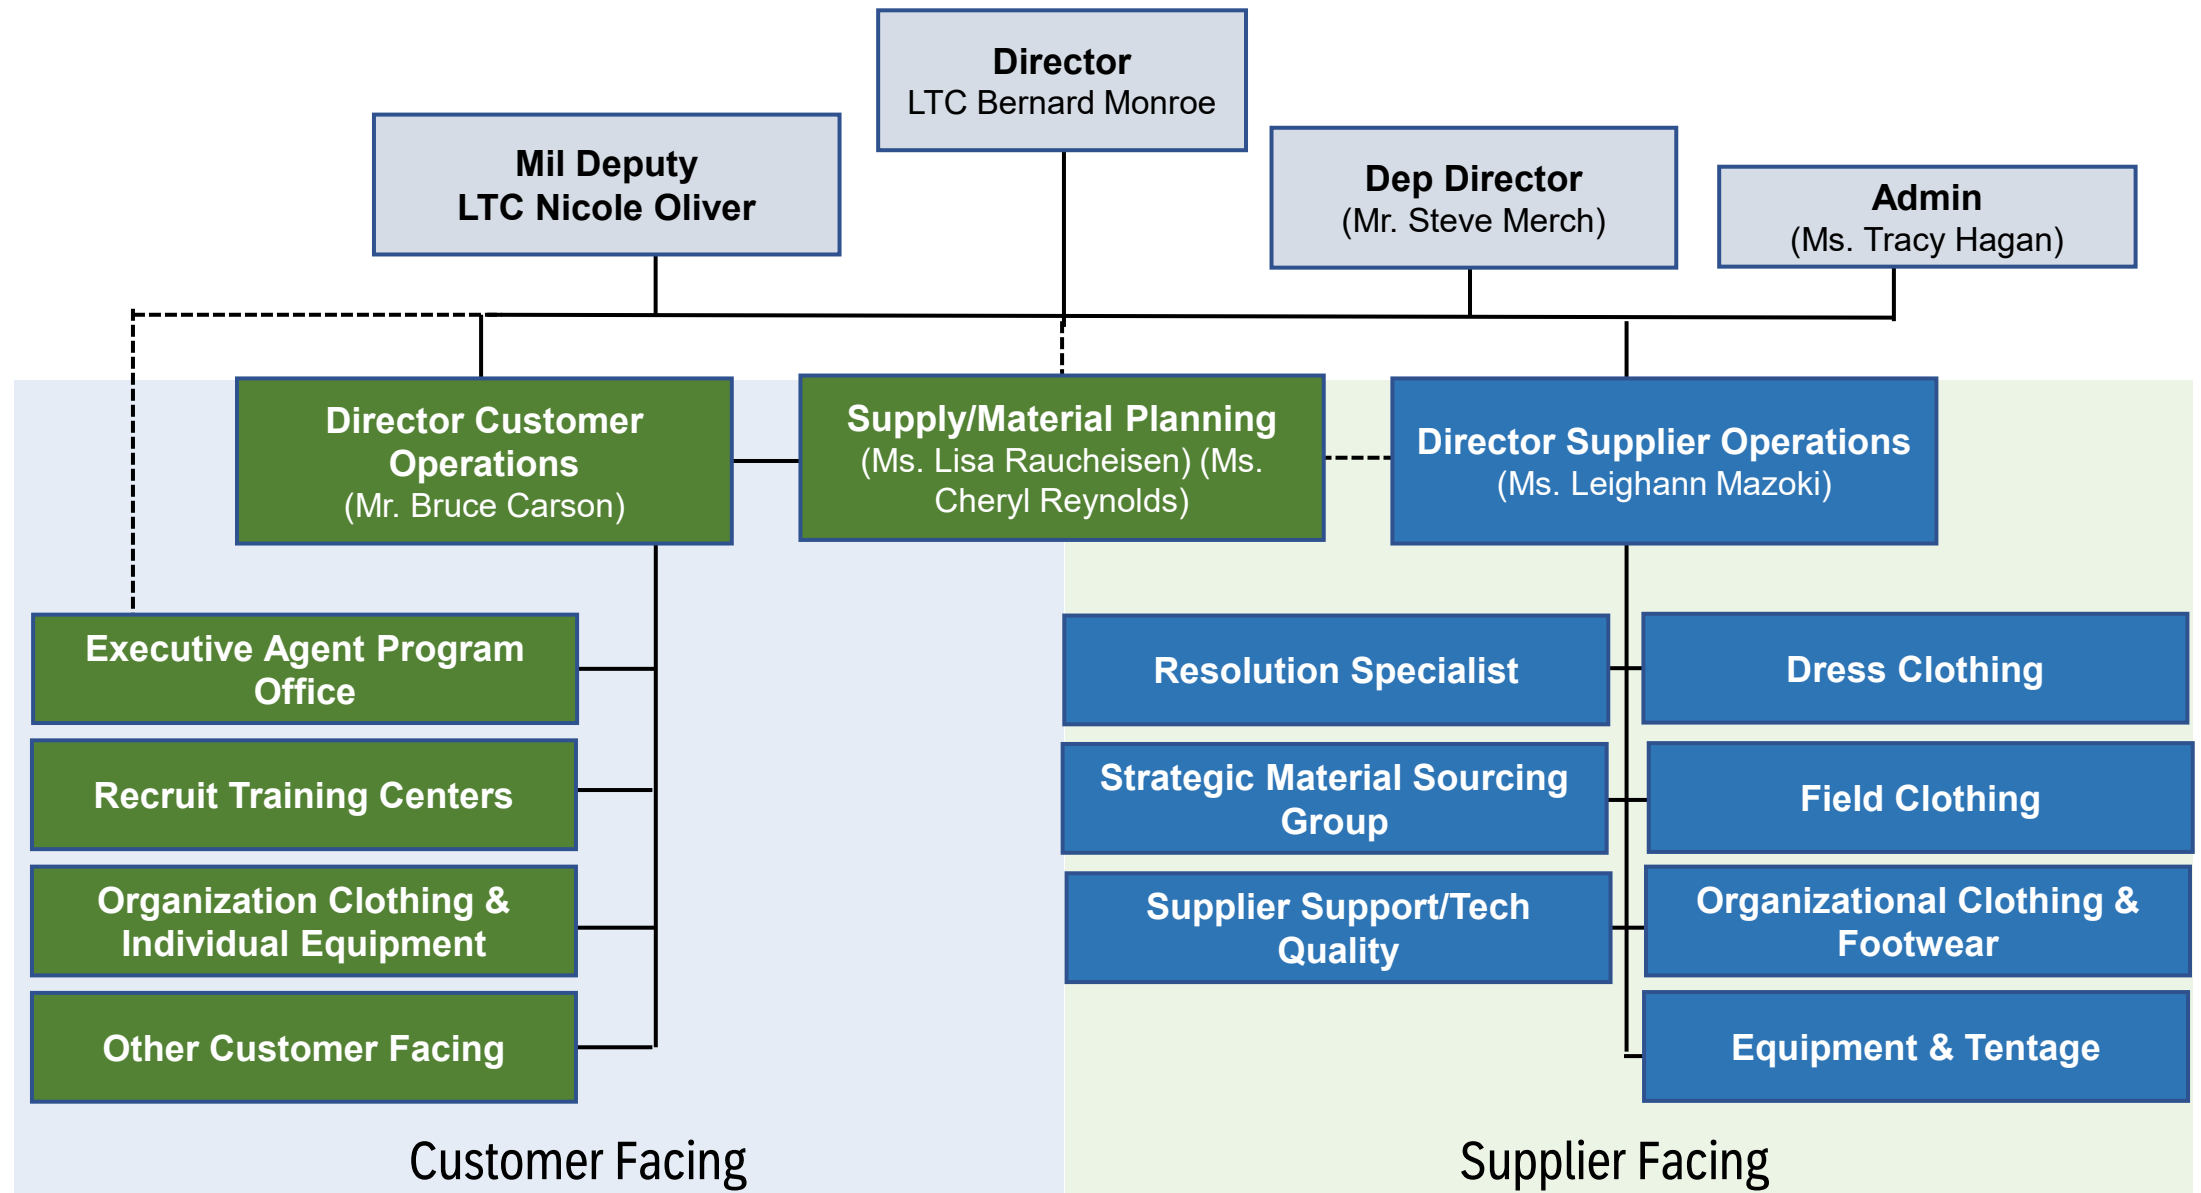 Director
LTC Bernard Monroe
Mil Deputy
LTC Nicole Oliver
Dep Director
(Mr. Steve Merch)
Admin
(Ms. Tracy Hagan)
Director Customer
Operations
(Mr. Bruce Carson)
Supply/Material Planning
(Ms. Lisa Raucheisen) (Ms.
Cheryl Reynolds)
Director Supplier Operations
(Ms. Leighann Mazoki)
Executive Agent Program
Office
Recruit Training Centers
Organization Clothing &
Individual Equipment
Other Customer Facing
Resolution Specialist
Strategic Material Sourcing
Group
Supplier Support/Tech
Quality
Dress Clothing
Field Clothing
Organizational Clothing &
Footwear
Equipment & Tentage
Customer Facing
Supplier Facing